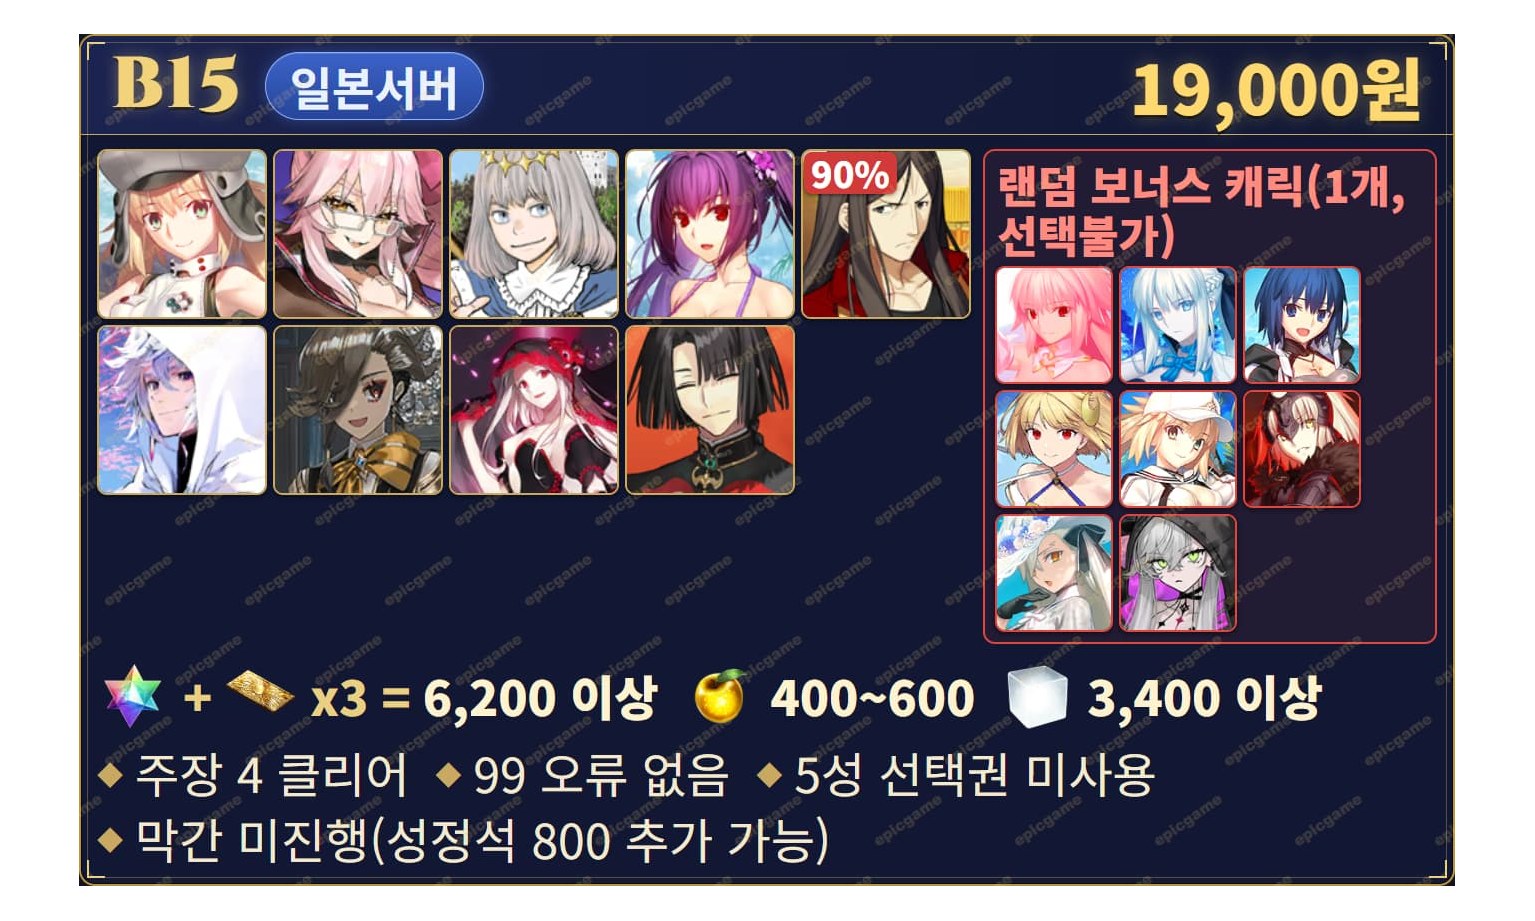 B15 일본서버 19,000원
90%
랜덤 보너스 캐릭(1개,
선택불가)
+ x3 = 6,200 이상 400~600 3,400 이상
◆ 주장 4 클리어 ◆ 99 오류 없음 ◆ 5성 선택권 미사용
◆ 막간 미진행(성정석 800 추가 가능)
epicgame